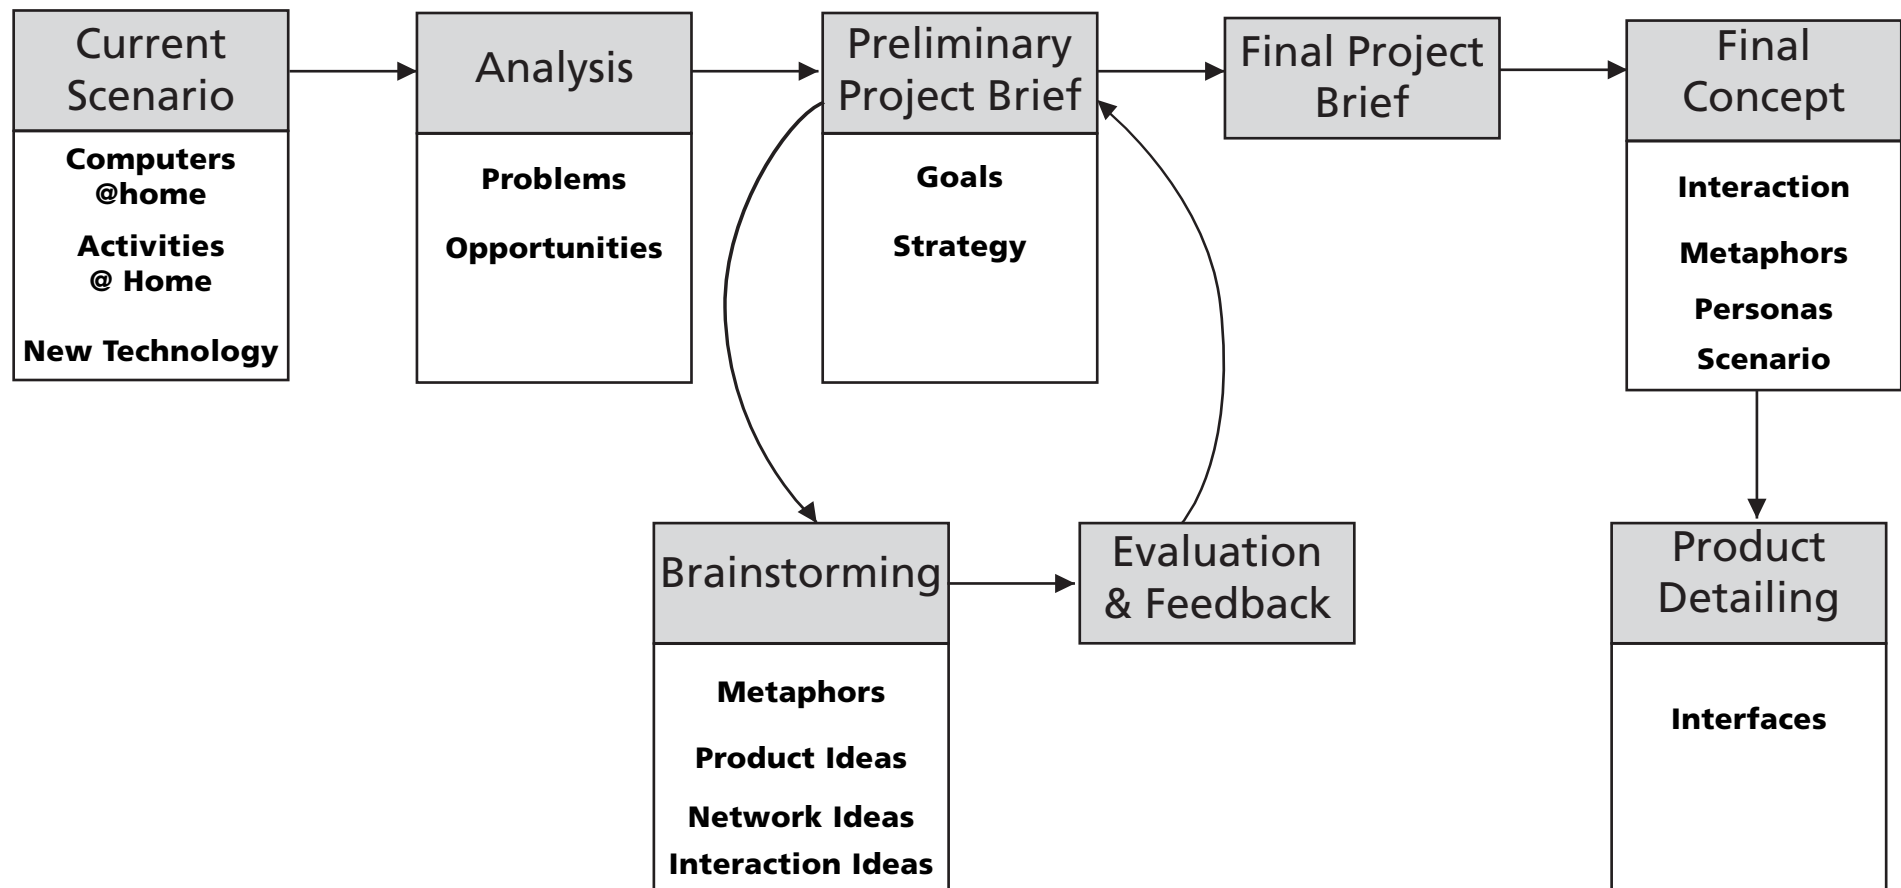 Current
Scenario
Computers
@home
Activities
@ Home
New Technology
Analysis
Problems
Opportunities
Preliminary
Project Brief
Goals
Strategy
Final Project
Brief
Final
Concept
Interaction
Metaphors
Personas
Scenario
Brainstorming
Metaphors
Product Ideas
Network Ideas
Interaction Ideas
Evaluation
& Feedback
Product
Detailing
Interfaces